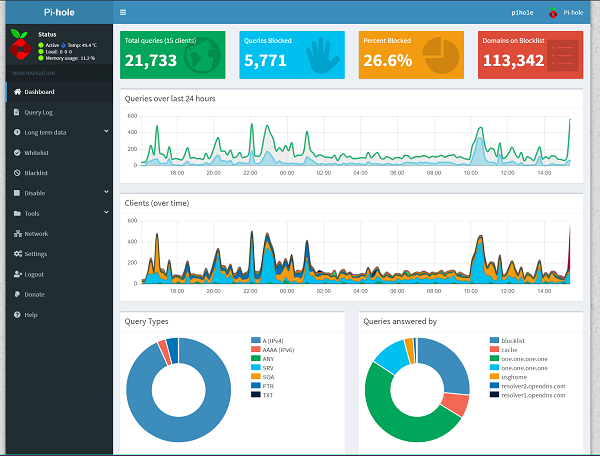 Pi-hole
pihole
Pi-hole
Status
Active Temp: 49.4 °C
Load: 0 0 0
Memory usage: 11.2 %
MAIN NAVIGATION
Dashboard
Query Log
Long term data
Whitelist
Blacklist
Disable
Tools
Network
Settings
Logout
Donate
Help
Total queries (15 clients)
21,733
Queries Blocked
5,771
Percent Blocked
26.6%
Domains on Blocklist
113,342
Queries over last 24 hours
600
400
200
0
18:00 20:00 22:00 00:00 02:00 04:00 06:00 08:00 10:00 12:00 14:00
Clients (over time)
600
400
200
0
18:00 20:00 22:00 00:00 02:00 04:00 06:00 08:00 10:00 12:00 14:00
Query Types
A (IPv4)
AAAA (IPv6)
ANY
SRV
SOA
PTR
TXT
Queries answered by
blocklist
cache
one.one.one.one
one.one.one.one
usghome
resolver2.opendns.com
resolver1.opendns.com